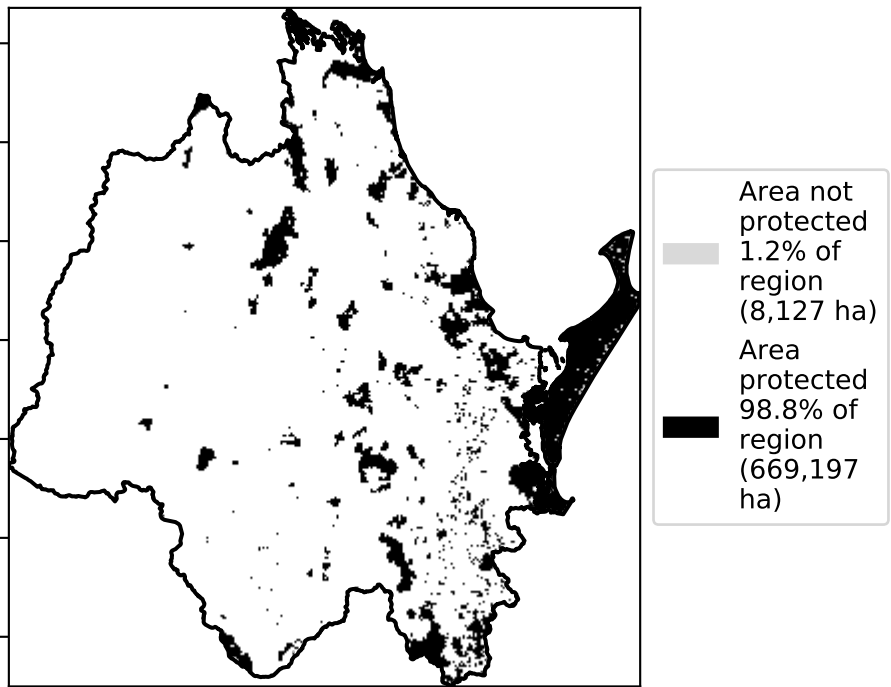 Area not
protected
1.2% of
region
(8,127 ha)
Area
protected
98.8% of
region
(669,197
ha)